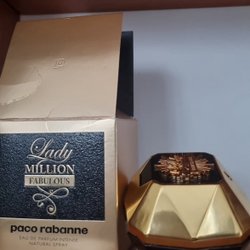 Lady
MILLION
FABULOUS
paco rabanne
EAU DE PARFUM INTENSE
NATURAL SPRAY